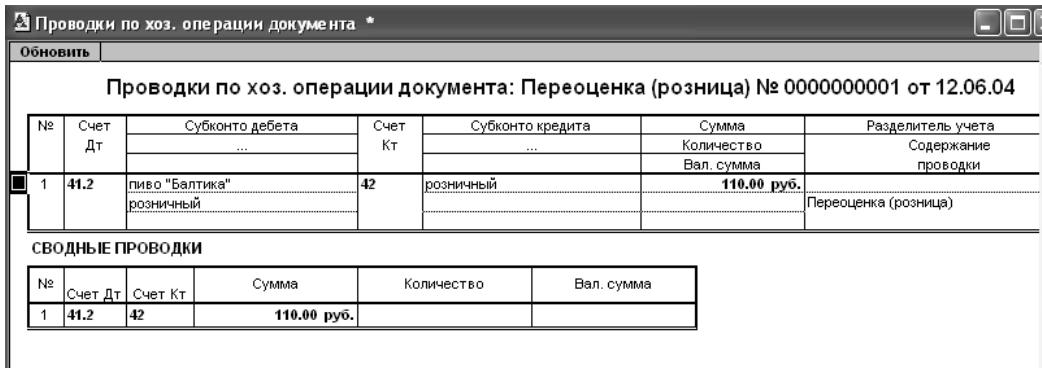 Проводки по хоз. операции документа *
Обновить
Проводки по хоз. операции документа: Переоценка (розница) № 0000000001 от 12.06.04
№ Счет Субконто дебета Счет Субконто кредита Сумма Разделитель учета
Дт ... Кт ... Количество Содержание
Вал. сумма проводки
1 41.2 пиво "Балтика" 42 розничный 110.00 руб.
розничный Переоценка (розница)
СВОДНЫЕ ПРОВОДКИ
№ Счет Дт Счет Кт Сумма Количество Вал. сумма
1 41.2 42 110.00 руб.